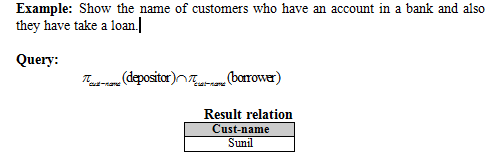 Example: Show the name of customers who have an account in a bank and also
they have take a loan.
Query:
π cust-name (depositor)∩π cust-name (borrower)
Result relation
Cust-name
Sunil